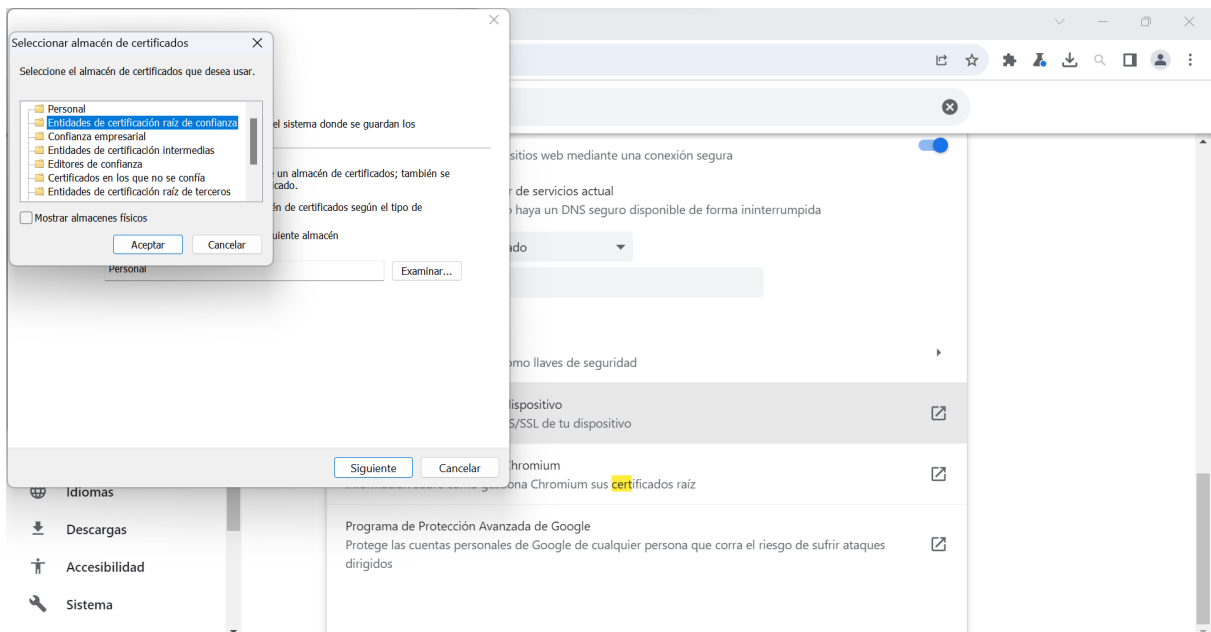 Seleccionar almacén de certificados
Seleccione el almacén de certificados que desea usar.
Personal
Entidades de certificación raíz de confianza
Confianza empresarial
Entidades de certificación intermedias
Editores de confianza
Certificados en los que no se confía
Entidades de certificación raíz de terceros
Mostrar almacenes físicos
Aceptar
Cancelar
el sistema donde se guardan los
un almacén de certificados; también se
cado.
én de certificados según el tipo de
uiente almacén
Personal
Examinar...
Siguiente
Cancelar
sitios web mediante una conexión segura
r de servicios actual
haya un DNS seguro disponible de forma ininterrumpida
ado
omo llaves de seguridad
dispositivo
S/SSL de tu dispositivo
Chromium
Información sobre cómo gestiona Chromium sus certificados raíz
Programa de Protección Avanzada de Google
Protege las cuentas personales de Google de cualquier persona que corra el riesgo de sufrir ataques
dirigidos
Idiomas
Descargas
Accesibilidad
Sistema